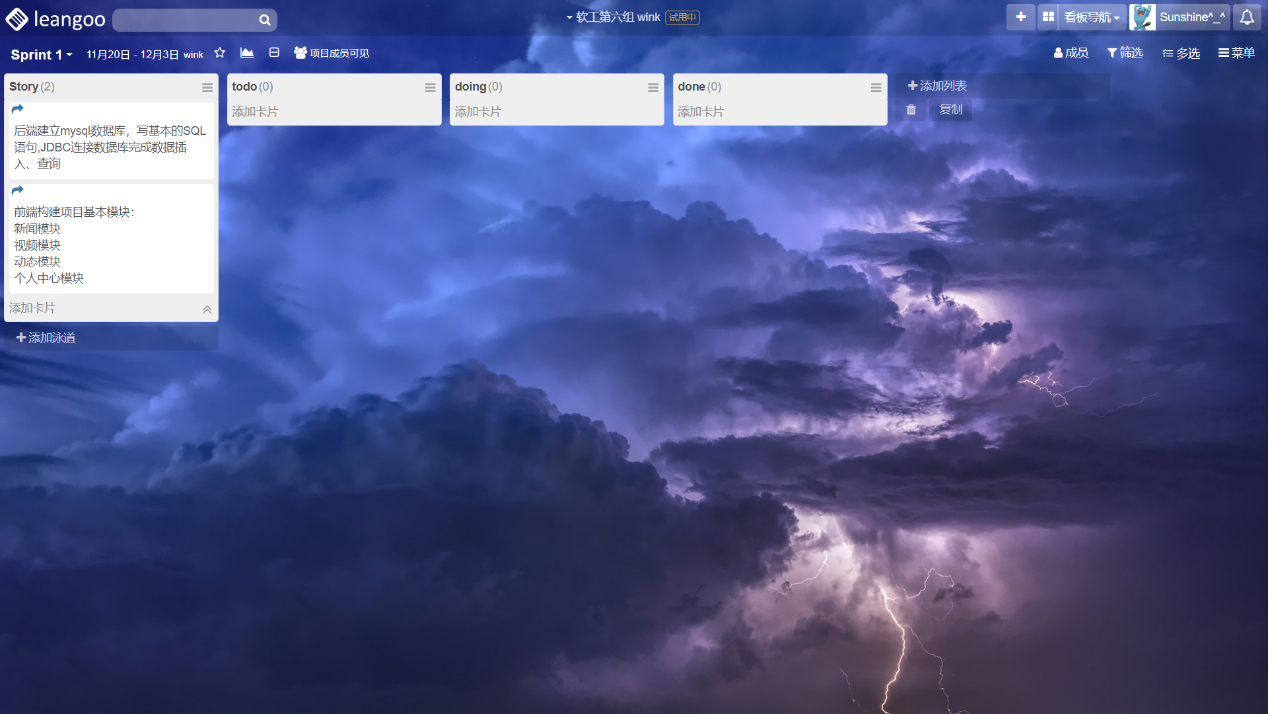 leangoo
软工第六组 wink 试用中
看板导航
Sunshine^_^
Sprint 1
11月20日 - 12月3日 wink
项目成员可见
成员
筛选
多选
菜单
Story(2)
后端建立mysql数据库，写基本的SQL
语句,JDBC连接数据库完成数据插
入、查询
前端构建项目基本模块：
新闻模块
视频模块
动态模块
个人中心模块
添加卡片
添加泳道
todo(0)
添加卡片
doing(0)
添加卡片
done(0)
添加卡片
添加列表
复制